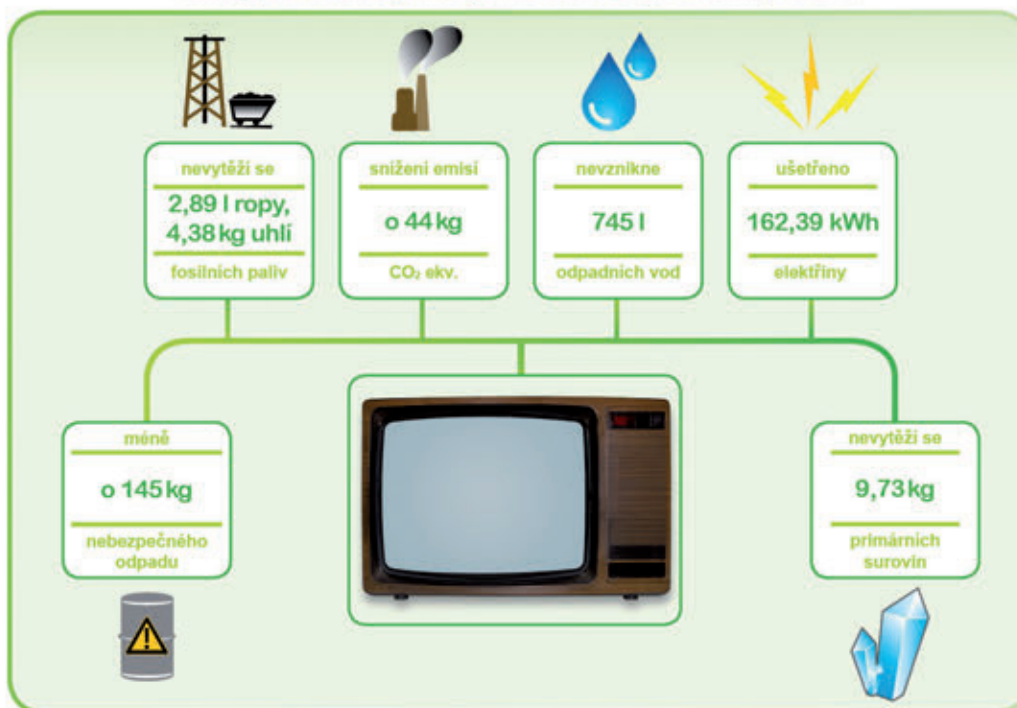 nevytěží se
2,89 l ropy,
4,38 kg uhlí
fosilních paliv
snížení emisí
o 44 kg
CO₂ ekv.
nevznikne
745 l
odpadních vod
ušetřeno
162,39 kWh
elektřiny
méně
o 145 kg
nebezpečného
odpadu
nevytěží se
9,73 kg
primárních
surovin